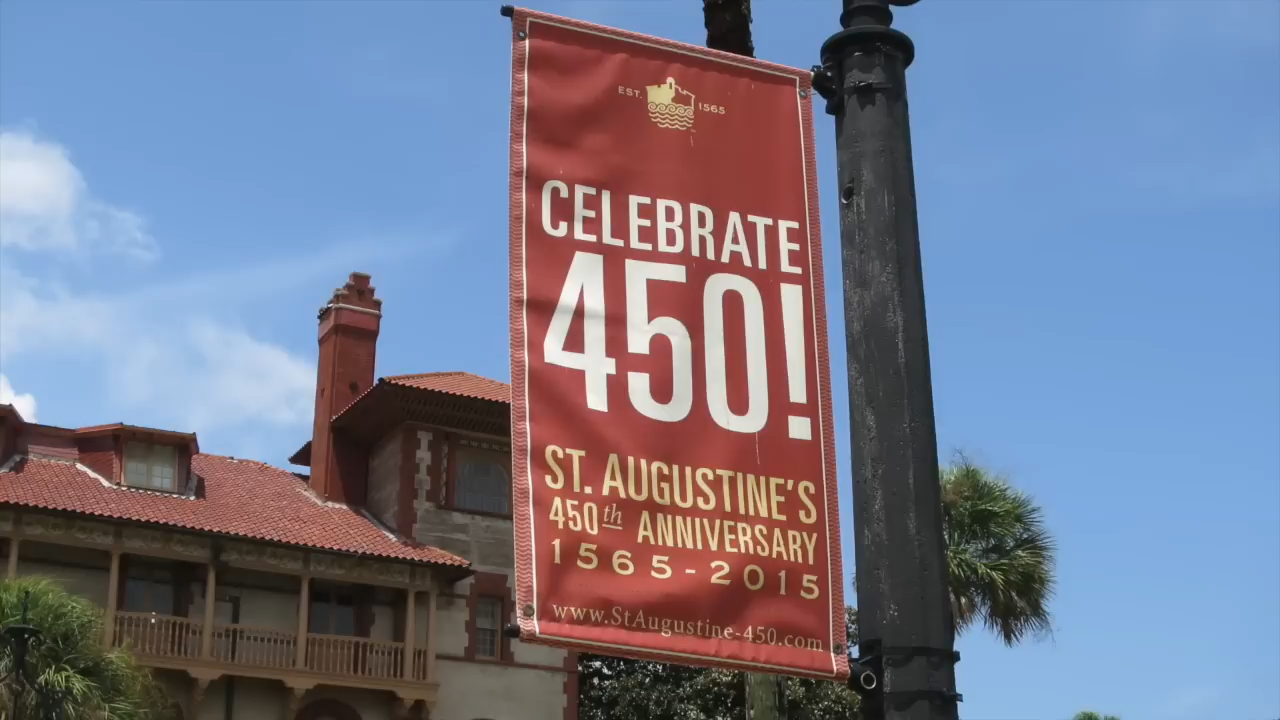 EST. 1565
CELEBRATE
450!
ST. AUGUSTINE'S
450th ANNIVERSARY
1565-2015
www.StAugustine-450.com